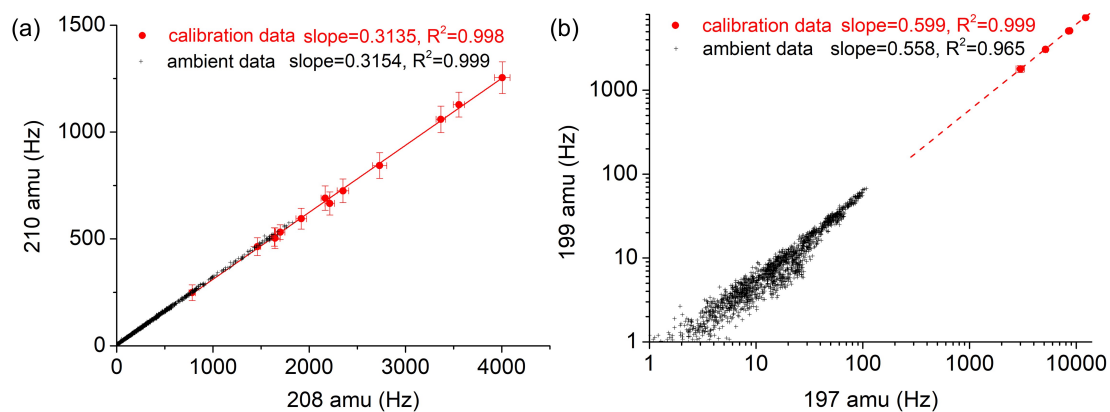 (a)
calibration data slope=0.3135, R²=0.998
ambient data slope=0.3154, R²=0.999
1500
1000
500
0
210 amu (Hz)
0 1000 2000 3000 4000
208 amu (Hz)
(b)
calibration data slope=0.599, R²=0.999
ambient data slope=0.558, R²=0.965
1000
100
10
1
199 amu (Hz)
1 10 100 1000 10000
197 amu (Hz)